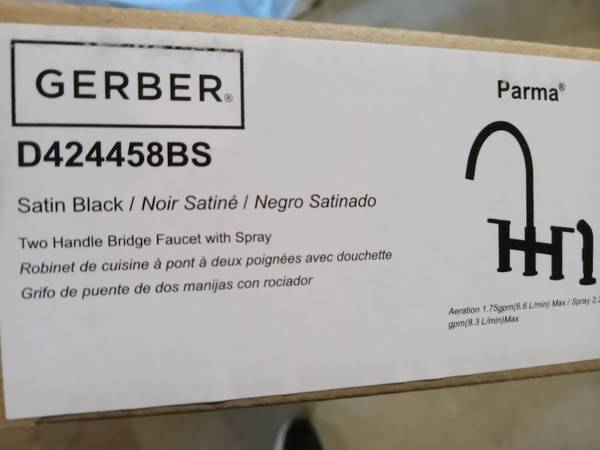 GERBER®
D424458BS
Satin Black / Noir Satiné / Negro Satinado
Two Handle Bridge Faucet with Spray
Robinet de cuisine à pont à deux poignées avec douchette
Grifo de puente de dos manijas con rociador
Parma®
Aeration 1.75gpm(6.6 L/min) Max / Spray
gpm(8.3 L/min)Max